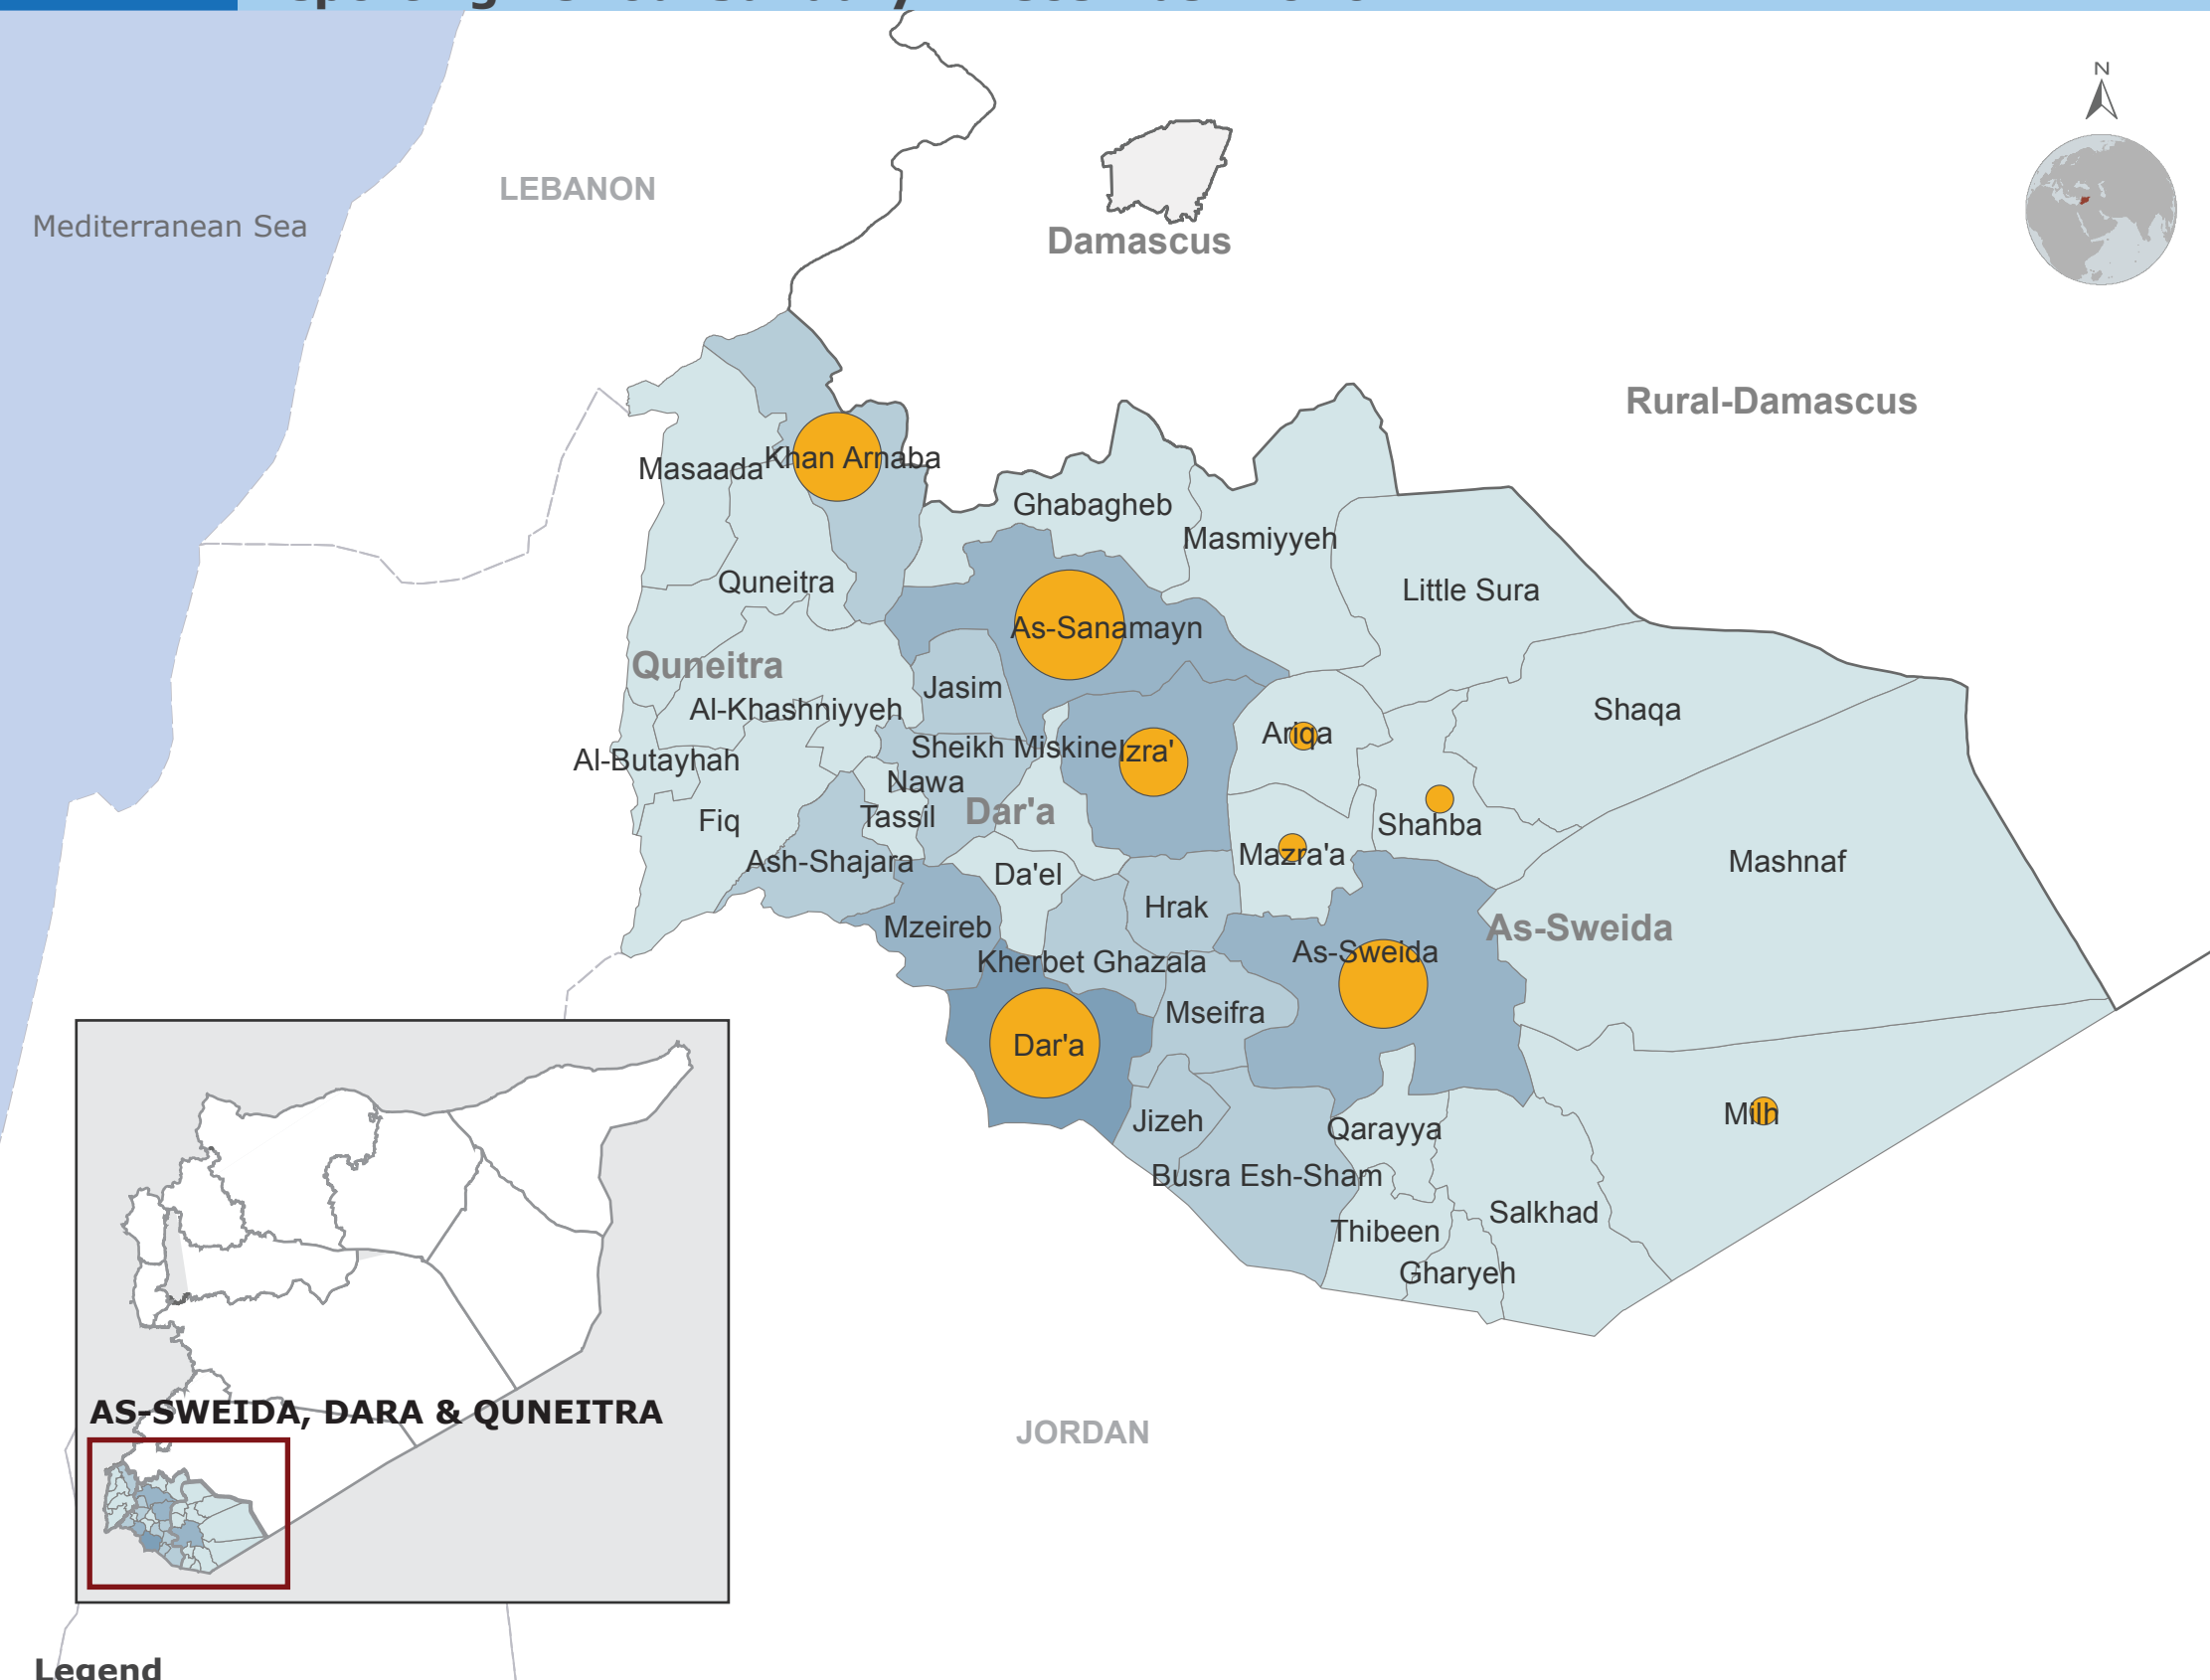 N
LEBANON
Mediterranean Sea
Damascus
Rural-Damascus
Khan Arnaba
Masaada
Ghabagheb
Masmiyyeh
Quneitra
Little Sura
As-Sanamayn
Quneitra
Jasim
Al-Khashniyyeh
Shaqa
Ariqa
Sheikh Miskine
Izra'
Al-Butayhah
Nawa
Dar'a
Tassil
Fiq
Shahba
Mazra'a
Ash-Shajara
Mashnaf
Da'el
Hrak
Mzeireb
As-Sweida
As-Sweida
Kherbet Ghazala
Mseifra
Dar'a
Milh
Jizeh
Qarayya
Busra Esh-Sham
Salkhad
Thibeen
Gharyeh
AS-SWEIDA, DARA & QUNEITRA
JORDAN
Legend